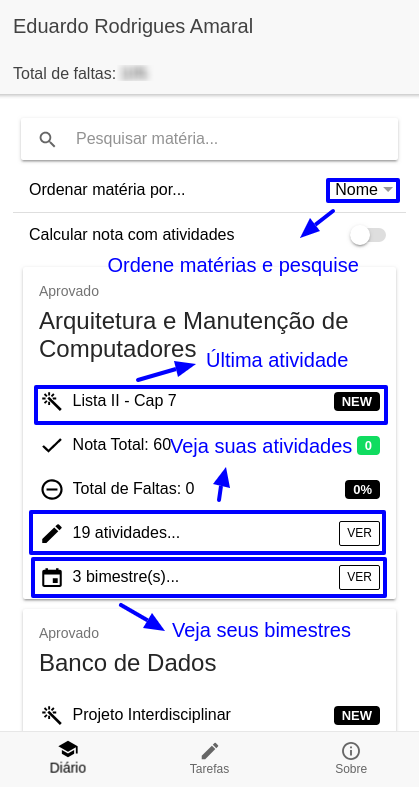 Eduardo Rodrigues Amaral
Total de faltas:
Pesquisar matéria...
Ordenar matéria por...
Nome
Calcular nota com atividades
Ordene matérias e pesquise
Aprovado
Arquitetura e Manutenção de
Computadores
Última atividade
Lista II - Cap 7
NEW
Nota Total: 60
Veja suas atividades
0
Total de Faltas: 0
0%
19 atividades...
VER
3 bimestre(s)...
VER
Veja seus bimestres
Aprovado
Banco de Dados
Projeto Interdisciplinar
NEW
Diário
Tarefas
Sobre